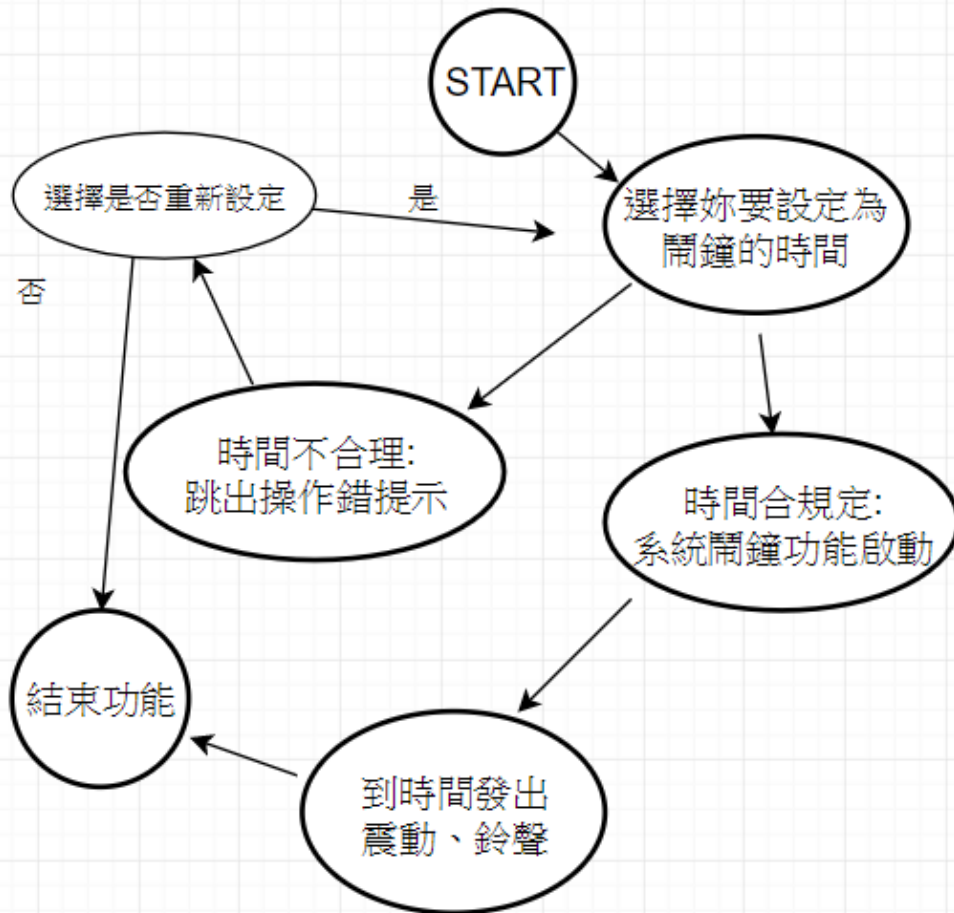 START
選擇是否重新設定
是
選擇妳要設定為
鬧鐘的時間
否
時間不合理:
跳出操作錯提示
時間合規定:
系統鬧鐘功能啟動
結束功能
到時間發出
震動、鈴聲